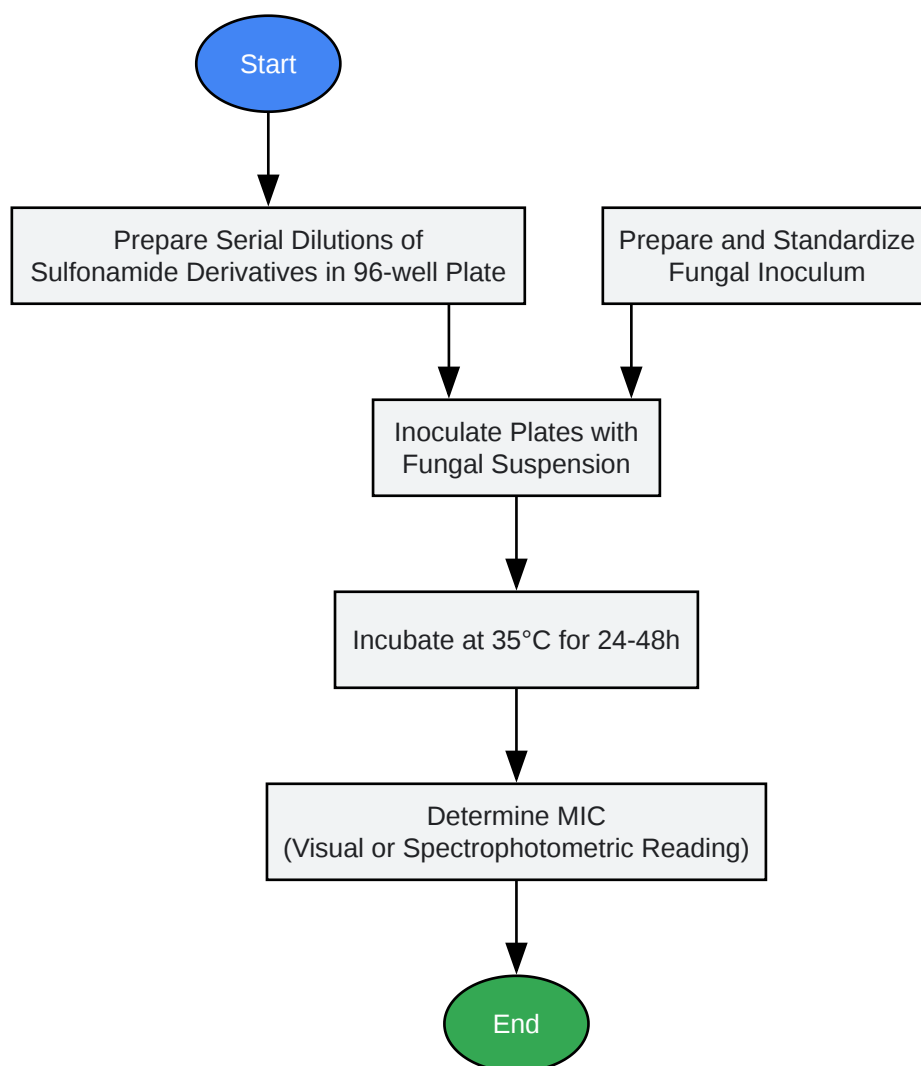 Start
Prepare Serial Dilutions of
Sulfonamide Derivatives in 96-well Plate
Prepare and Standardize
Fungal Inoculum
Inoculate Plates with
Fungal Suspension
Incubate at 35°C for 24-48h
Determine MIC
(Visual or Spectrophotometric Reading)
End